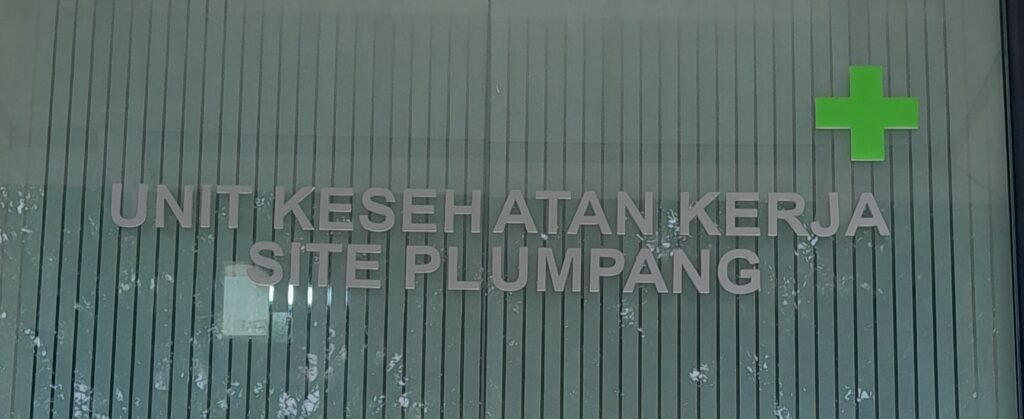 UNIT KESEHATAN KERJA
SITE PLUMPANG